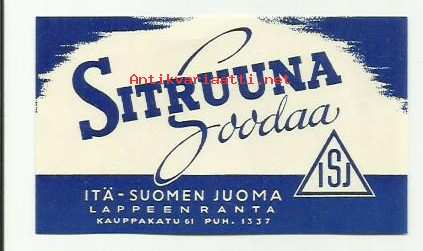 SITRUUNA
Antikvariaatti.net
Soodaa
ISJ
ITÄ-SUOMEN JUOMA
LAPPEENRANTA
KAUPPAKATU 61 PUH. 1337